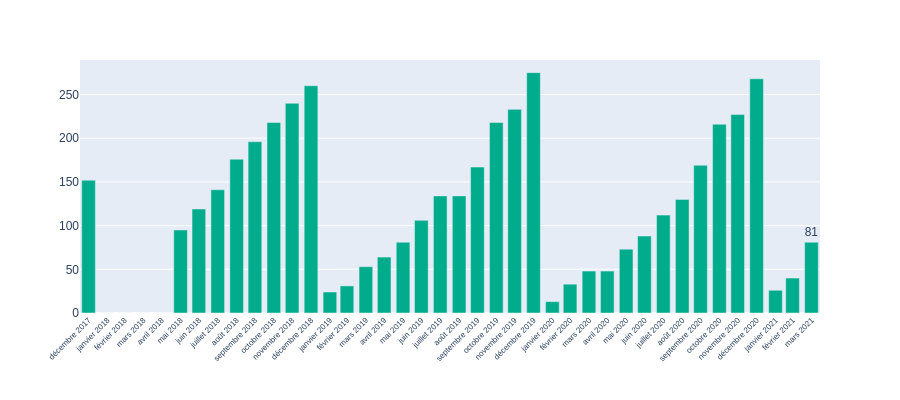 250
200
150
100
50
0
81
décembre 2017
janvier 2018
février 2018
mars 2018
avril 2018
mai 2018
juin 2018
juillet 2018
août 2018
septembre 2018
octobre 2018
novembre 2018
décembre 2018
janvier 2019
février 2019
mars 2019
avril 2019
mai 2019
juin 2019
juillet 2019
août 2019
septembre 2019
octobre 2019
novembre 2019
décembre 2019
janvier 2020
février 2020
mars 2020
avril 2020
mai 2020
juin 2020
juillet 2020
août 2020
septembre 2020
octobre 2020
novembre 2020
décembre 2020
janvier 2021
février 2021
mars 2021